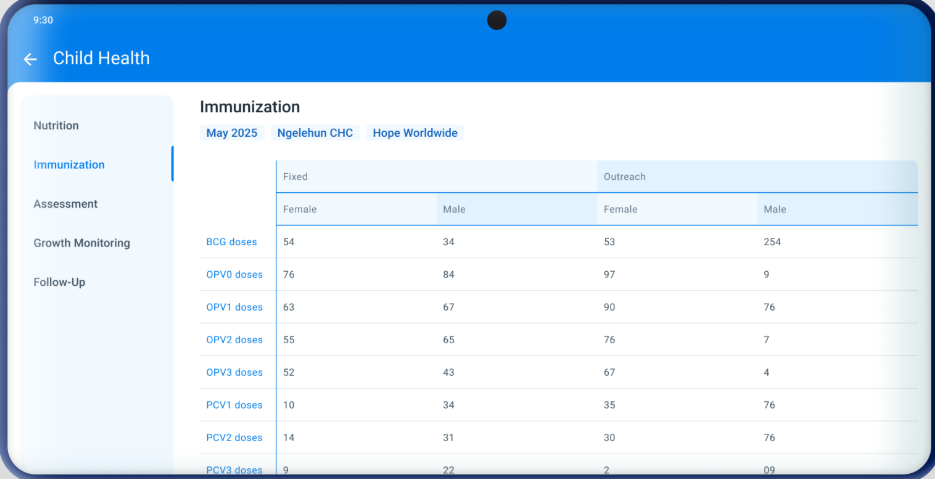 9:30
Child Health
Nutrition
Immunization
Assessment
Growth Monitoring
Follow-Up
Immunization
May 2025 Ngelehun CHC Hope Worldwide
Fixed Outreach
Female Male Female Male
BCG doses 54 34 53 254
OPV0 doses 76 84 97 9
OPV1 doses 63 67 90 76
OPV2 doses 55 65 76 7
OPV3 doses 52 43 67 4
PCV1 doses 10 34 35 76
PCV2 doses 14 31 30 76
PCV3 doses 9 22 2 09